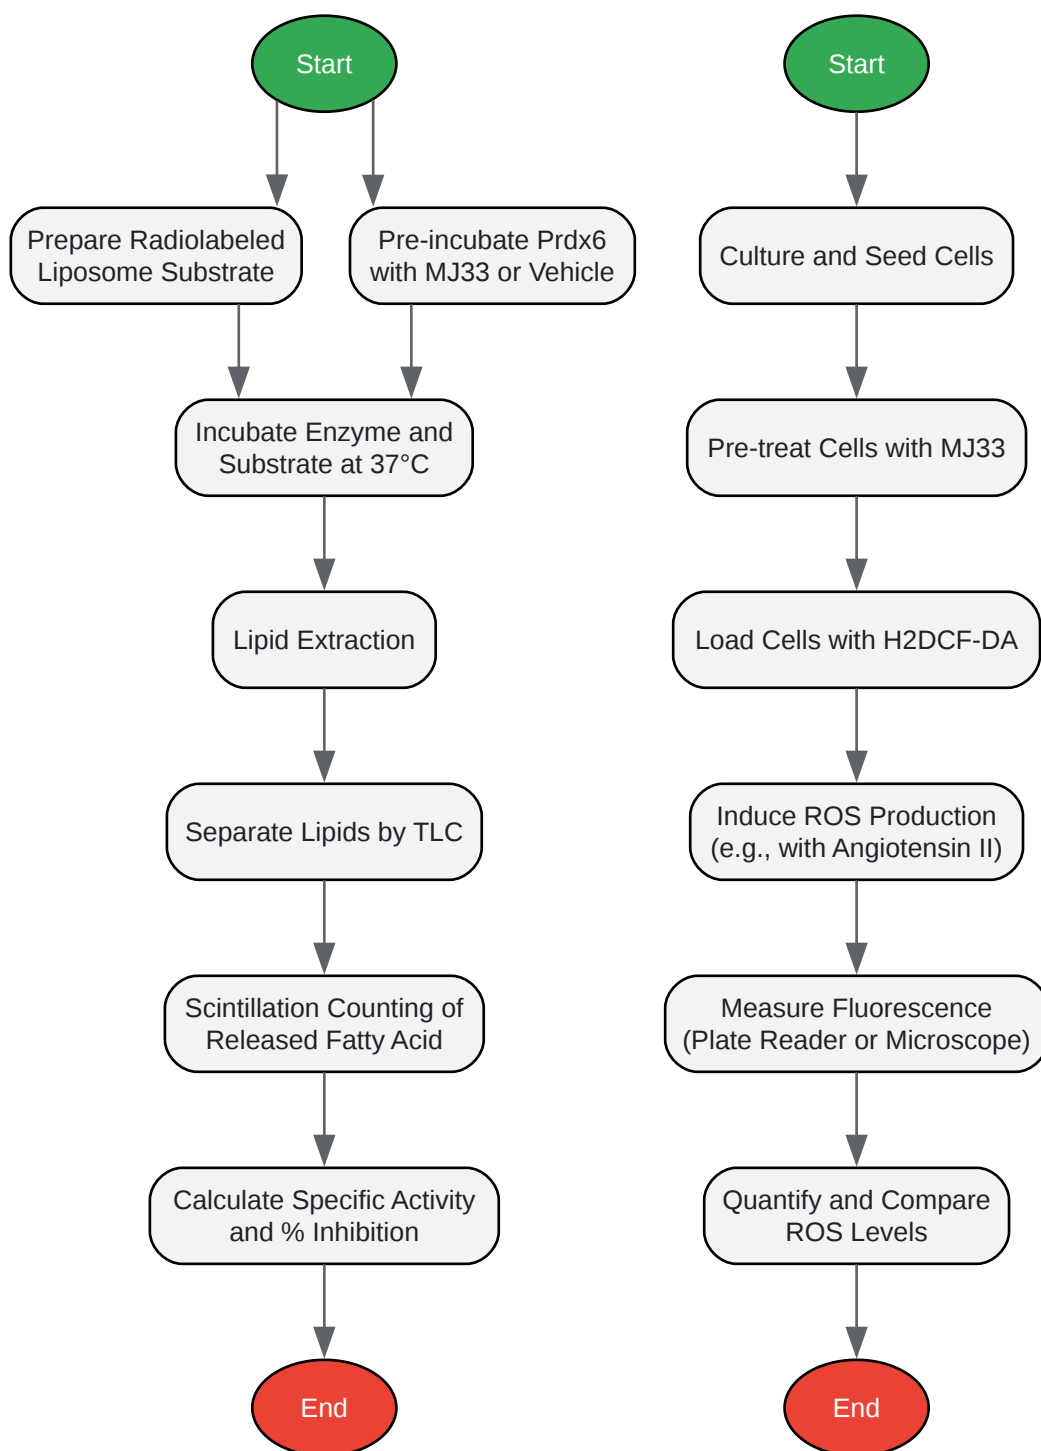 Start
Prepare Radiolabeled
Liposome Substrate
Pre-incubate Prdx6
with MJ33 or Vehicle
Incubate Enzyme and
Substrate at 37°C
Lipid Extraction
Separate Lipids by TLC
Scintillation Counting of
Released Fatty Acid
Calculate Specific Activity
and % Inhibition
End
Start
Culture and Seed Cells
Pre-treat Cells with MJ33
Load Cells with H2DCF-DA
Induce ROS Production
(e.g., with Angiotensin II)
Measure Fluorescence
(Plate Reader or Microscope)
Quantify and Compare
ROS Levels
End